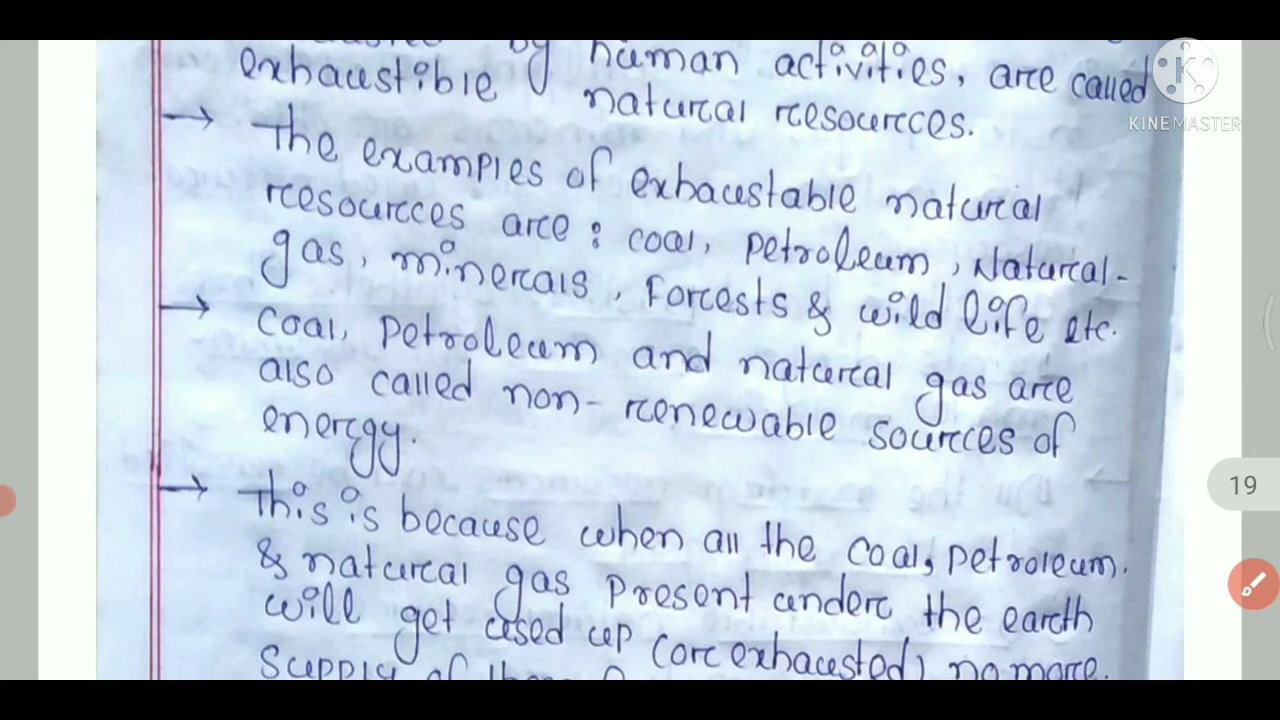 by human activities, are called
exhaustible natural resources.
→ The examples of exhaustable natural
resources are : coal, petroleum, Natural-
gas, minerals, Forests & wild life etc.
→ Coal, petroleum and natural gas are
also called non-renewable sources of
energy.
→ This is because when all the coal, petroleum.
& natural gas present under the earth
will get used up (or exhausted) no more.
supply of
KINEMASTER
19